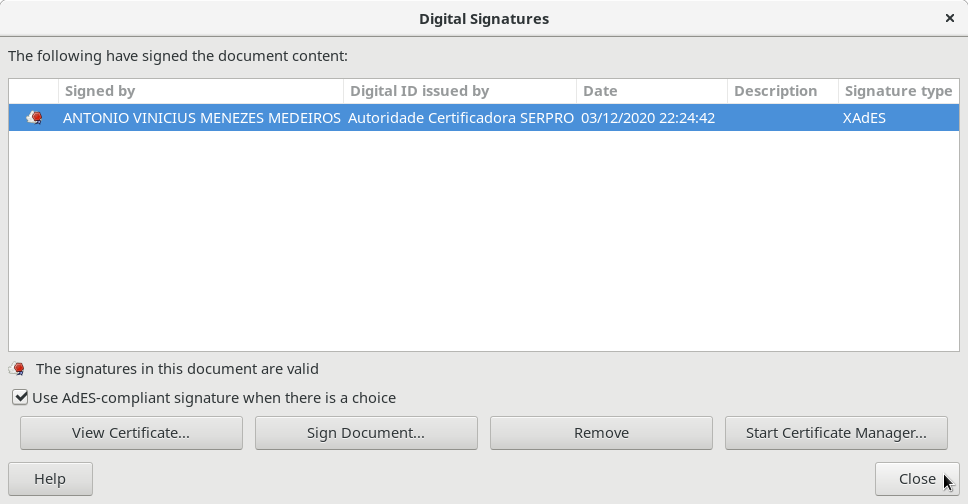 Digital Signatures
The following have signed the document content:
Signed by Digital ID issued by Date Description Signature type
ANTONIO VINICIUS MENEZES MEDEIROS Autoridade Certificadora SERPRO 03/12/2020 22:24:42 XAdES
The signatures in this document are valid
Use AdES-compliant signature when there is a choice
View Certificate... Sign Document... Remove Start Certificate Manager...
Help Close